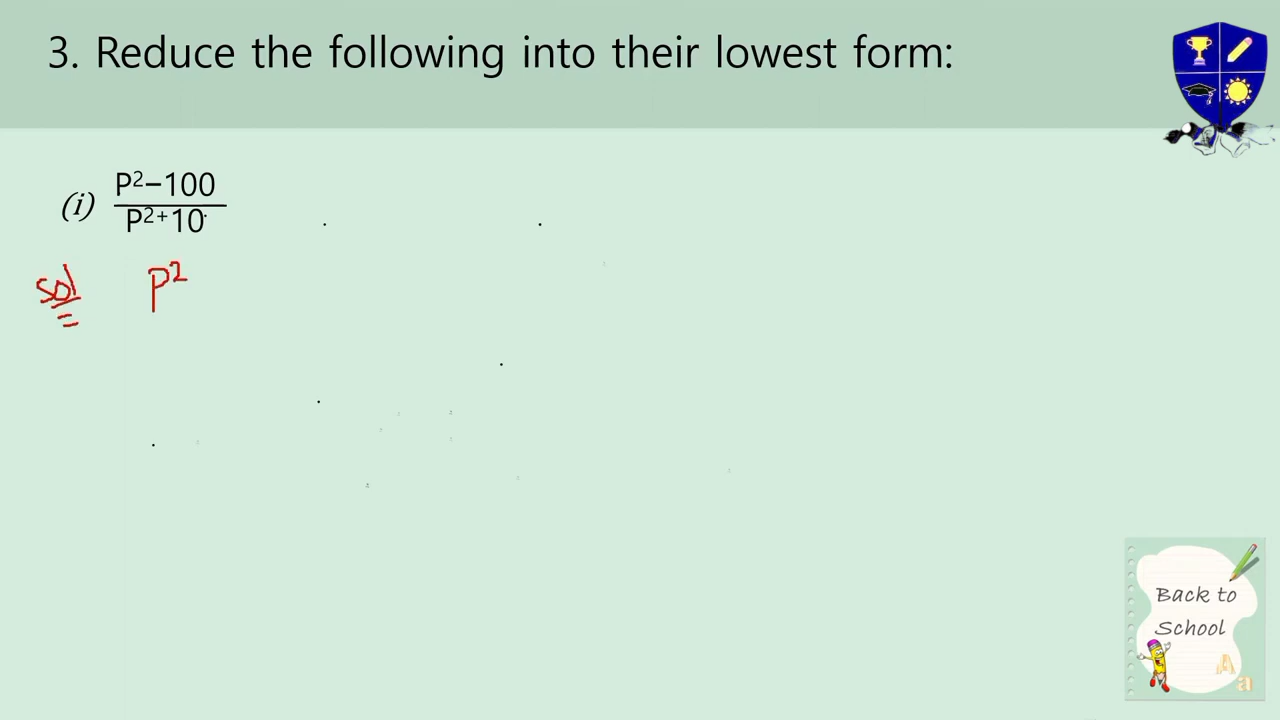 3. Reduce the following into their lowest form:
(i) P²−100
P²⁺10
Sol P²
Back to
School
A
a